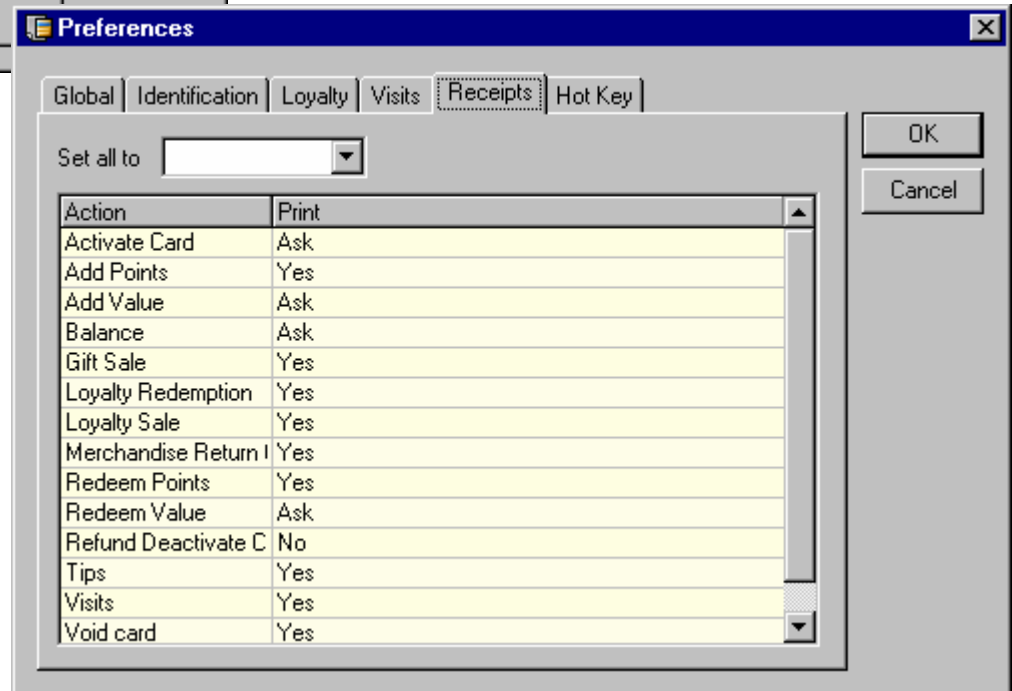 Preferences
Global Identification Loyalty Visits Receipts Hot Key
Set all to
OK
Cancel
Action Print
Activate Card Ask
Add Points Yes
Add Value Ask
Balance Ask
Gift Sale Yes
Loyalty Redemption Yes
Loyalty Sale Yes
Merchandise Return Yes
Redeem Points Yes
Redeem Value Ask
Refund Deactivate C No
Tips Yes
Visits Yes
Void card Yes